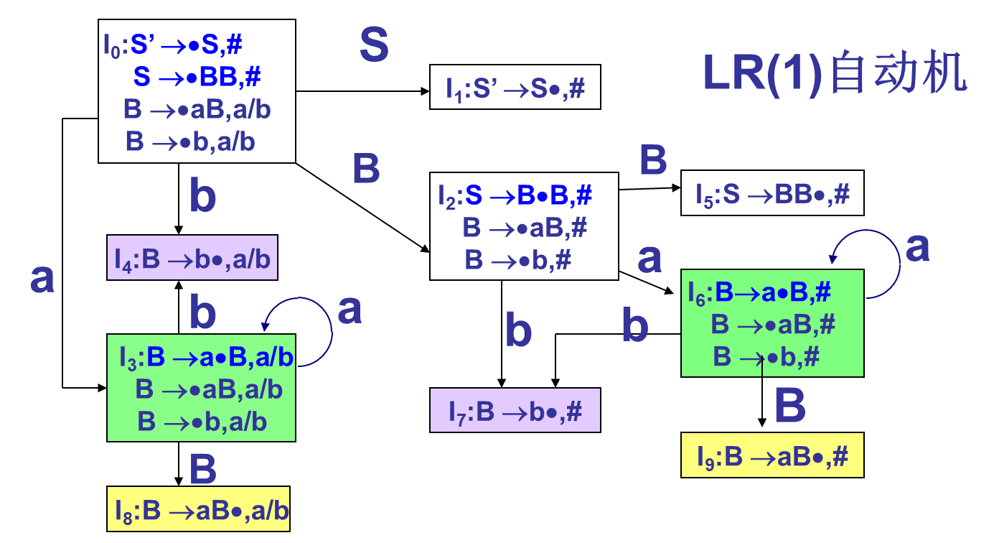 LR(1)自动机
I₀:S’ →•S,#
S →•BB,#
B →•aB,a/b
B →•b,a/b
S
I₁:S’ →S•,#
B
b
a
I₂:S →B•B,#
B →•aB,#
B →•b,#
B
I₅:S →BB•,#
I₄:B →b•,a/b
a
a
b
I₃:B →a•B,a/b
B →•aB,a/b
B →•b,a/b
a
b
b
I₆:B→a•B,#
B →•aB,#
B →•b,#
I₇:B →b•,#
B
I₉:B →aB•,#
B
I₈:B →aB•,a/b